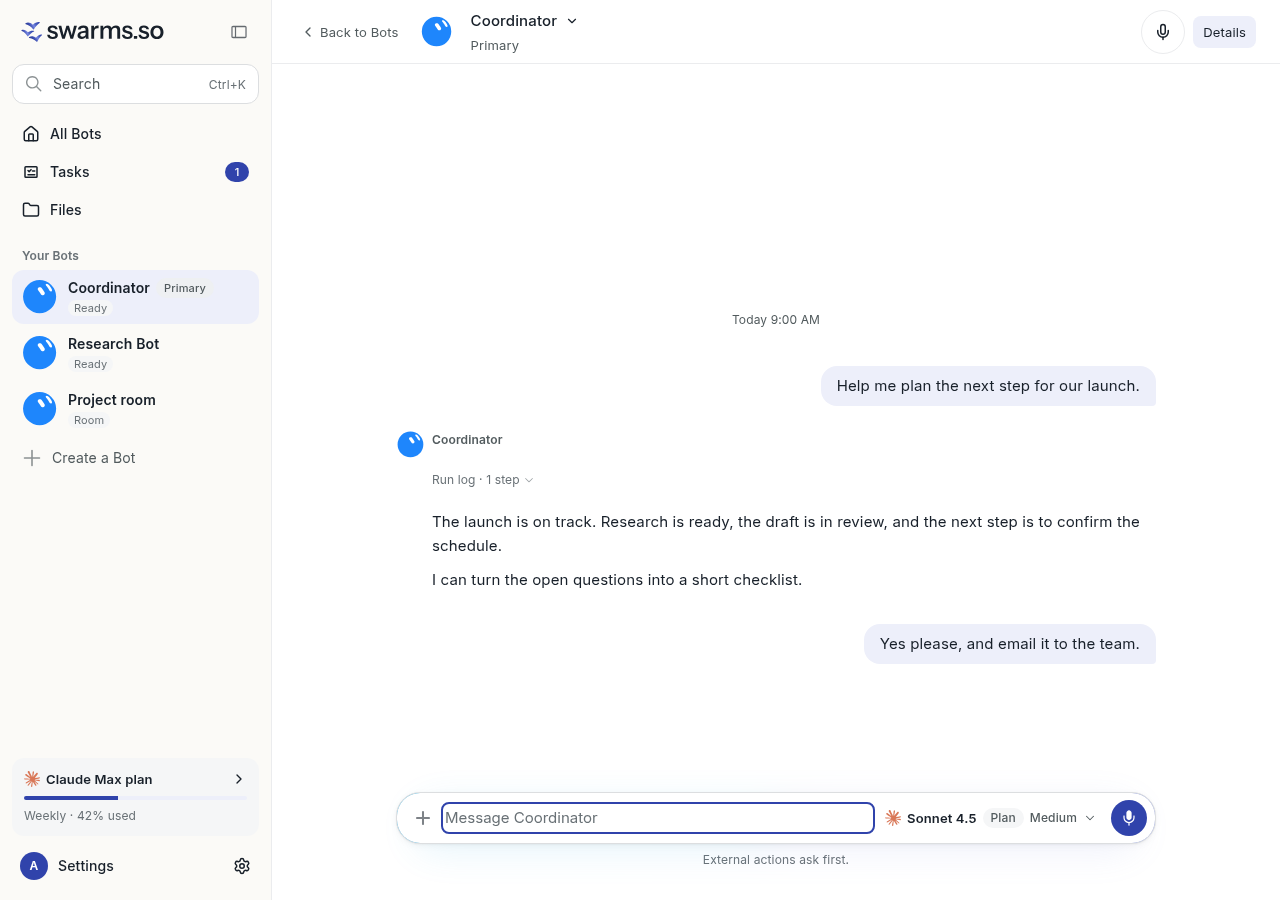 swarms.so
Search
Ctrl+K
All Bots
Tasks
1
Files
Your Bots
Coordinator
Primary
Ready
Research Bot
Ready
Project room
Room
Create a Bot
Claude Max plan
Weekly · 42% used
A
Settings
Back to Bots
Coordinator
Primary
Details
Today 9:00 AM
Help me plan the next step for our launch.
Coordinator
Run log · 1 step
The launch is on track. Research is ready, the draft is in review, and the next step is to confirm the
schedule.
I can turn the open questions into a short checklist.
Yes please, and email it to the team.
Message Coordinator
Sonnet 4.5
Plan
Medium
External actions ask first.